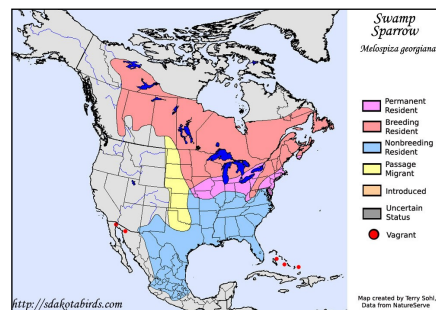 Swamp
Sparrow
Melospiza georgiana
Permanent
Resident
Breeding
Resident
Nonbreeding
Resident
Passage
Migrant
Introduced
Uncertain
Status
Vagrant
http://sdakotabirds.com
Map created by Terry Sohl,
Data from NatureServe